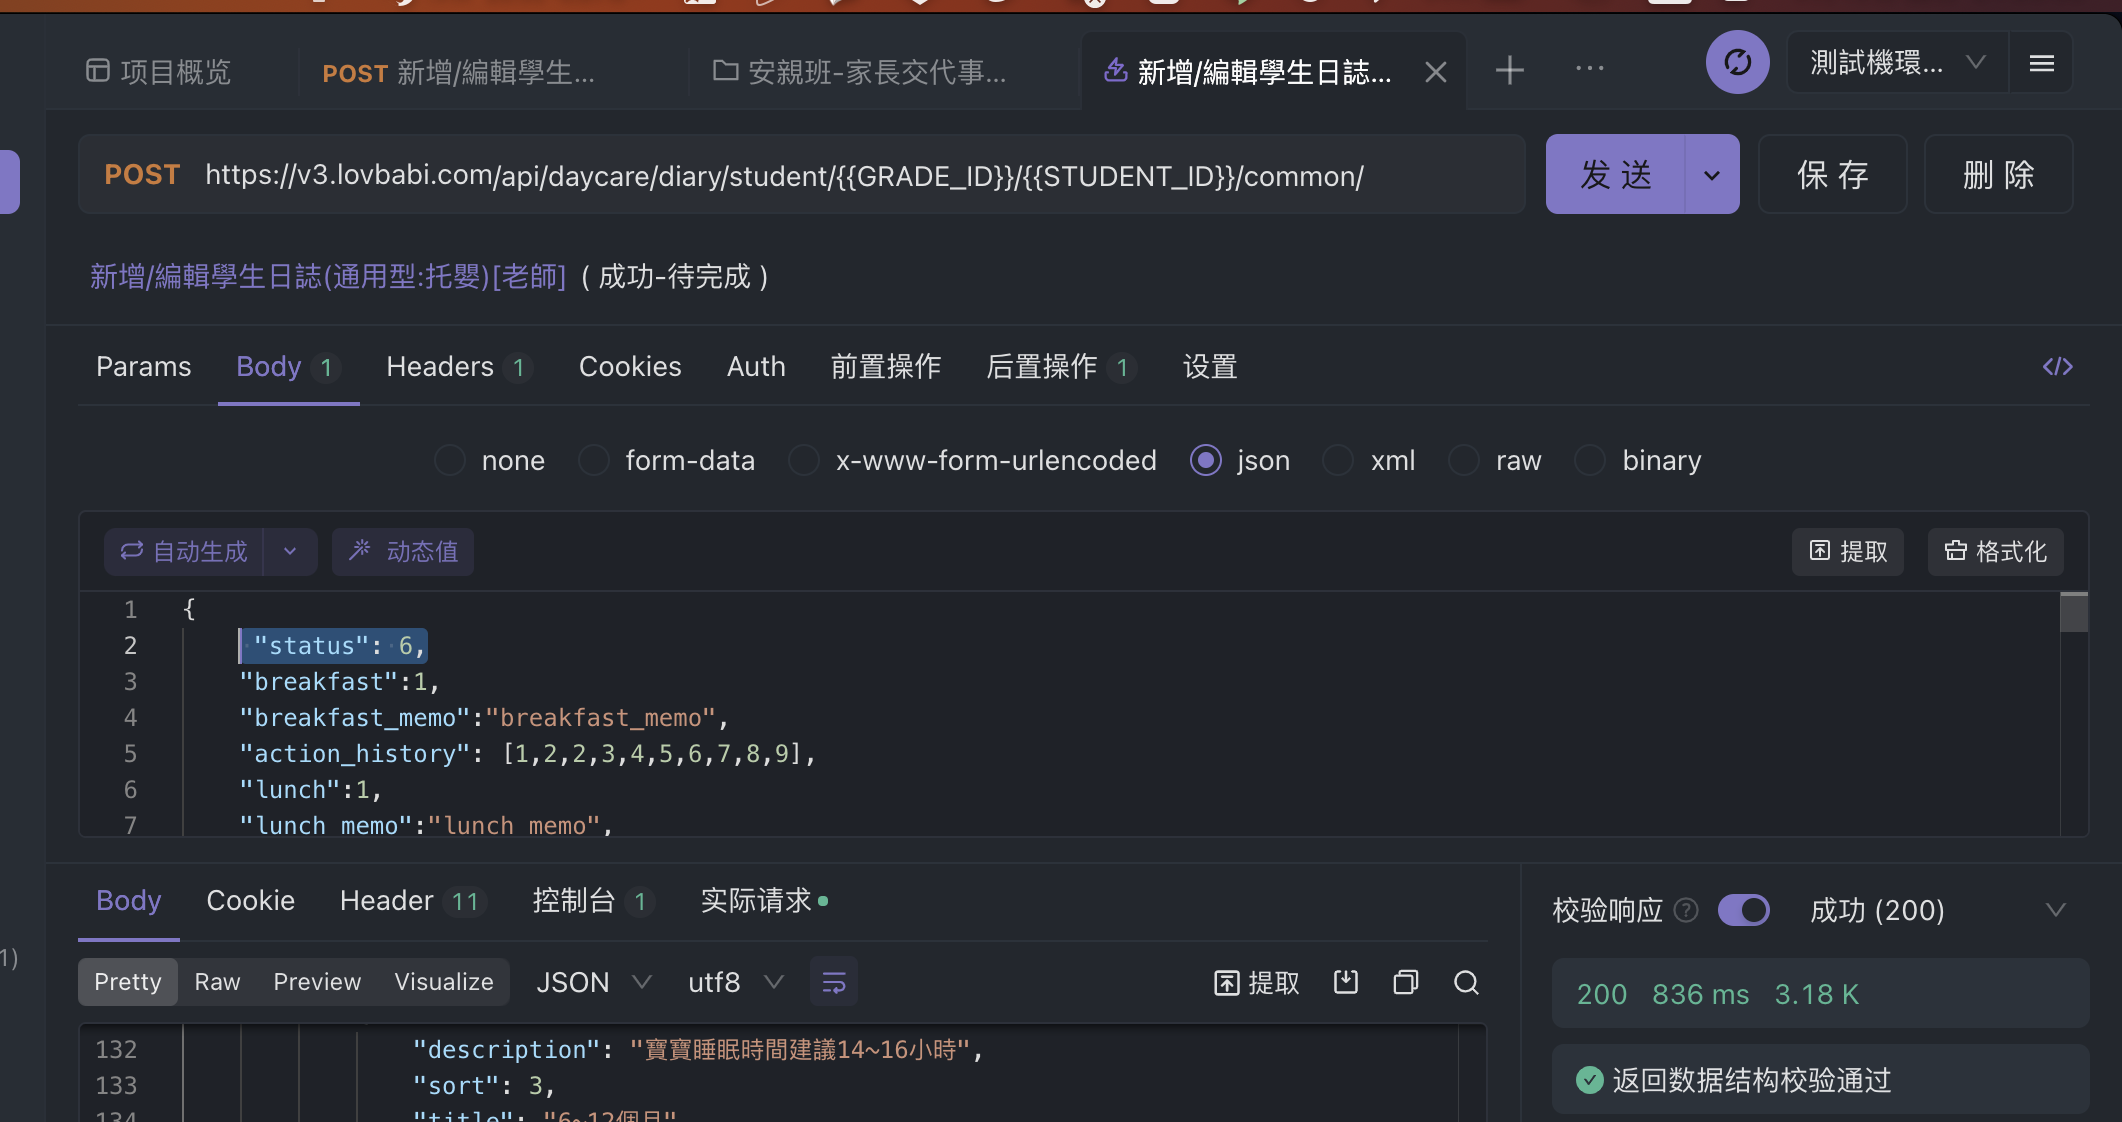 项目概览
POST 新增/編輯學生...
安親班-家長交代事...
新增/編輯學生日誌...
測試機環...
POST https://v3.lovbabi.com/api/daycare/diary/student/{{GRADE_ID}}/{{STUDENT_ID}}/common/
发 送
保 存
删 除
新增/編輯學生日誌(通用型:托嬰)[老師] ( 成功-待完成 )
Params Body 1 Headers 1 Cookies Auth 前置操作 后置操作 1 设置 </>
none form-data x-www-form-urlencoded json xml raw binary
自动生成 动态值 提取 格式化
1 {
2 "status": 6,
3 "breakfast":1,
4 "breakfast_memo":"breakfast_memo",
5 "action_history": [1,2,2,3,4,5,6,7,8,9],
6 "lunch":1,
7 "lunch_memo":"lunch_memo",
Body Cookie Header 11 控制台 1 实际请求
1)
Pretty Raw Preview Visualize JSON utf8 提取
132 "description": "寶寶睡眠時間建議14~16小時",
133 "sort": 3,
134 "title": "6~12個月"
校验响应 ? 成功 (200)
200 836 ms 3.18 K
返回数据结构校验通过